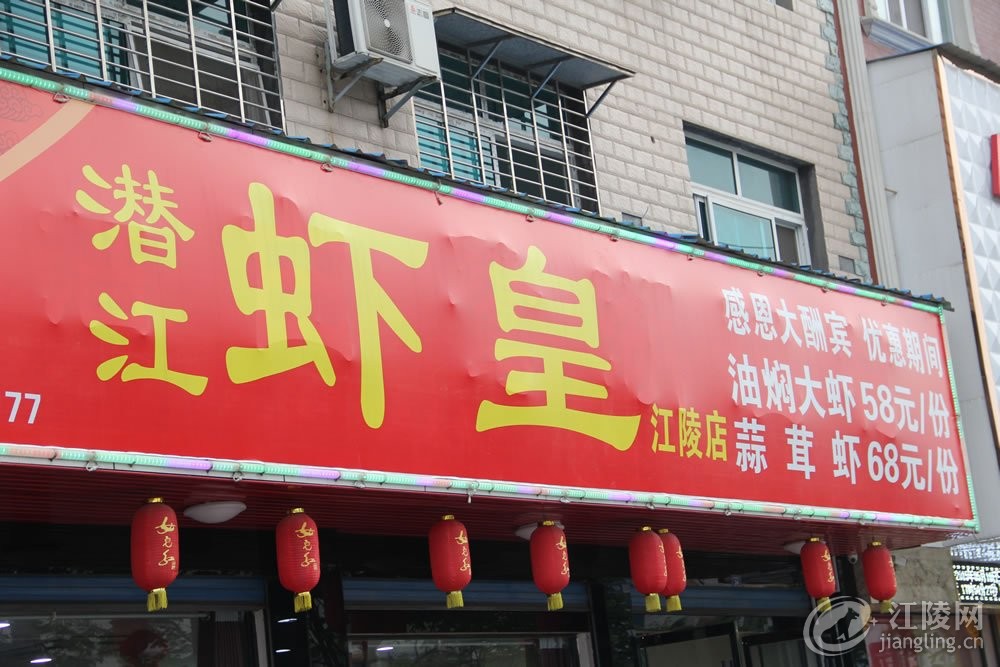 潜江
虾皇
江陵店
感恩大酬宾 优惠期间
油焖大虾58元/份
蒜茸虾68元/份
77
江陵网
jiangling.cn